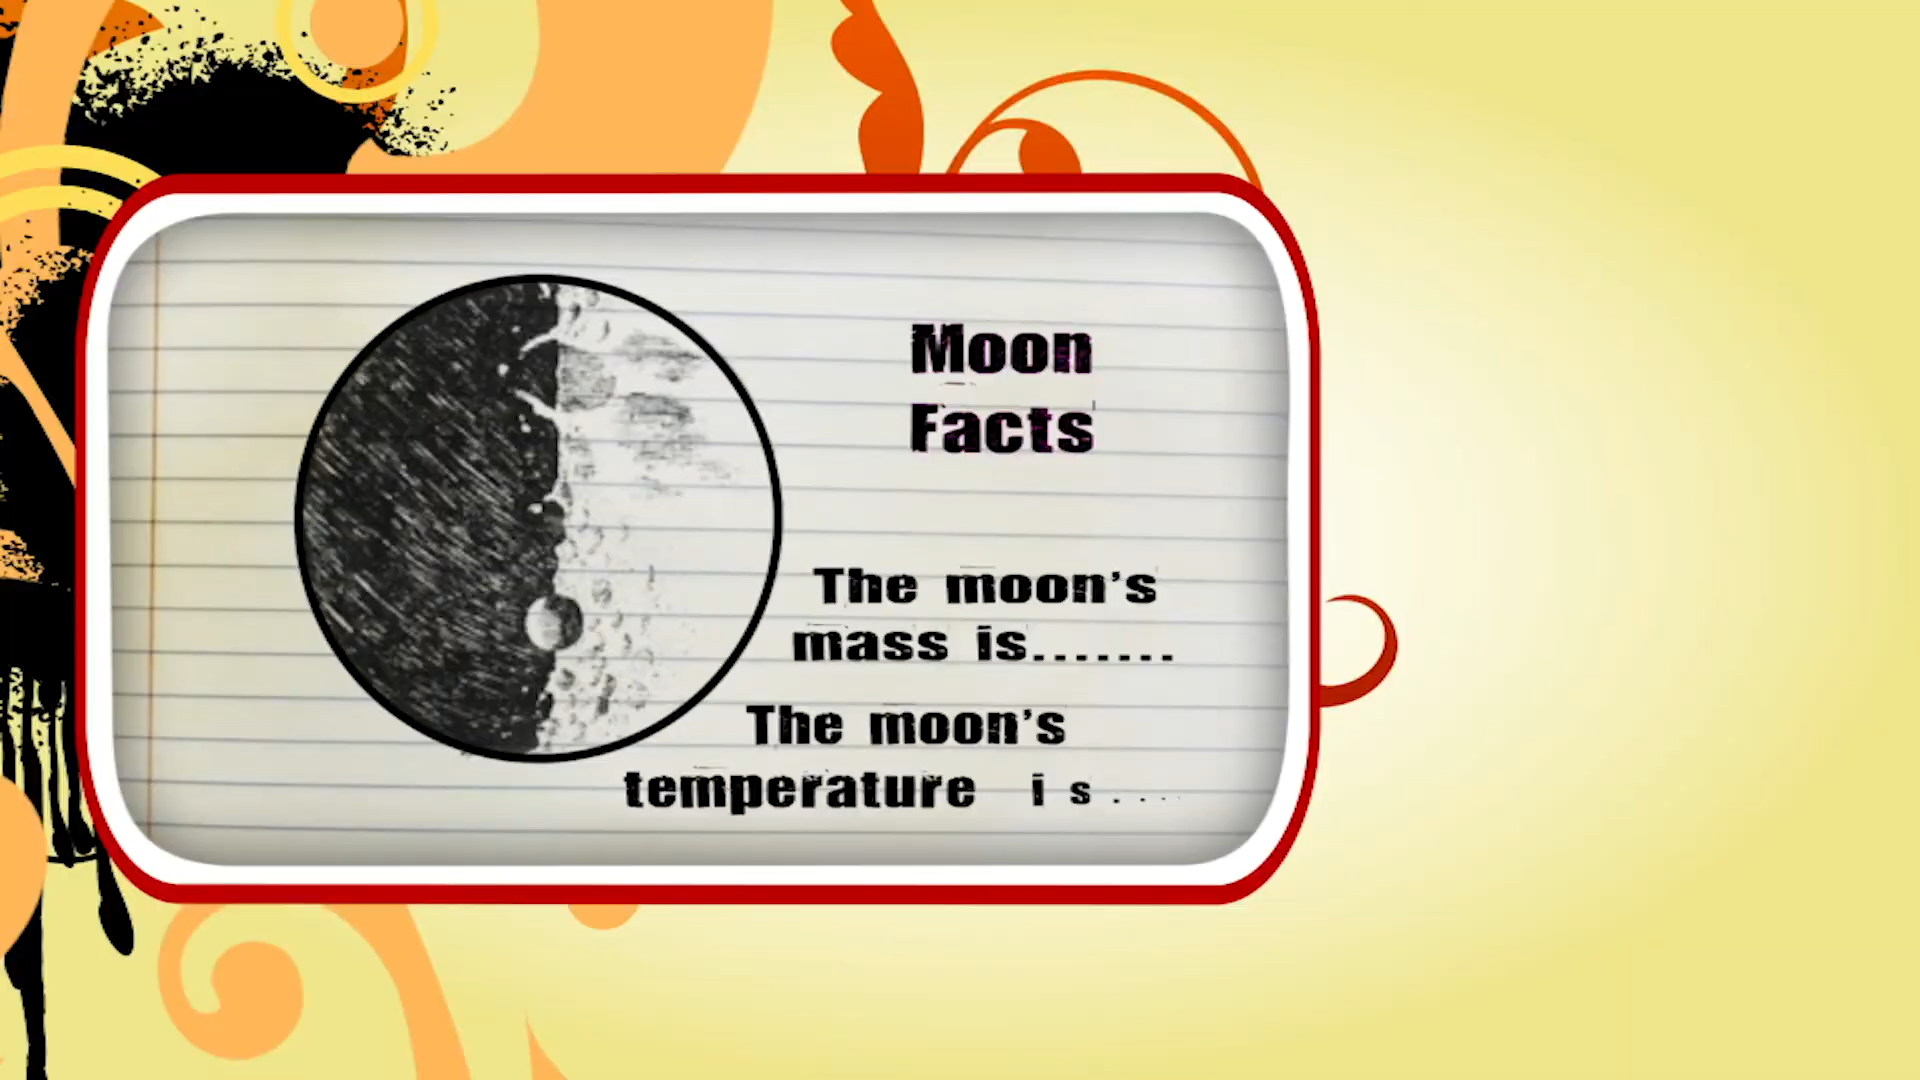 Moon
Facts
The moon's
mass is.......
The moon's
temperature is....